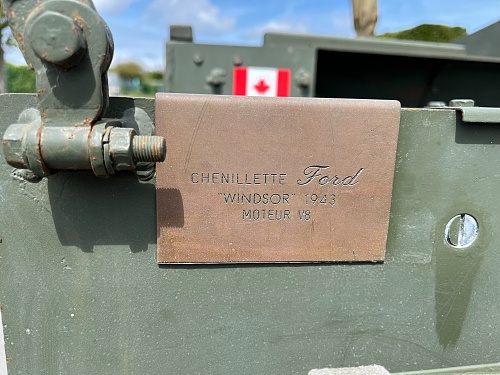 CHENILLETTE Ford
"WINDSOR" 1943
MOTEUR V8